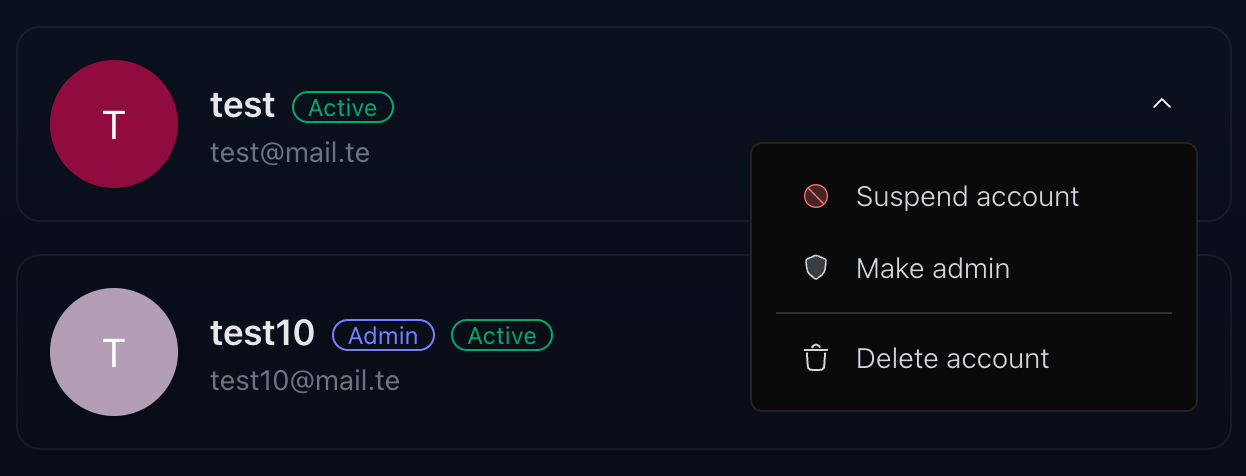 T
test Active
test@mail.te
Suspend account
Make admin
Delete account
T
test10 Admin Active
test10@mail.te